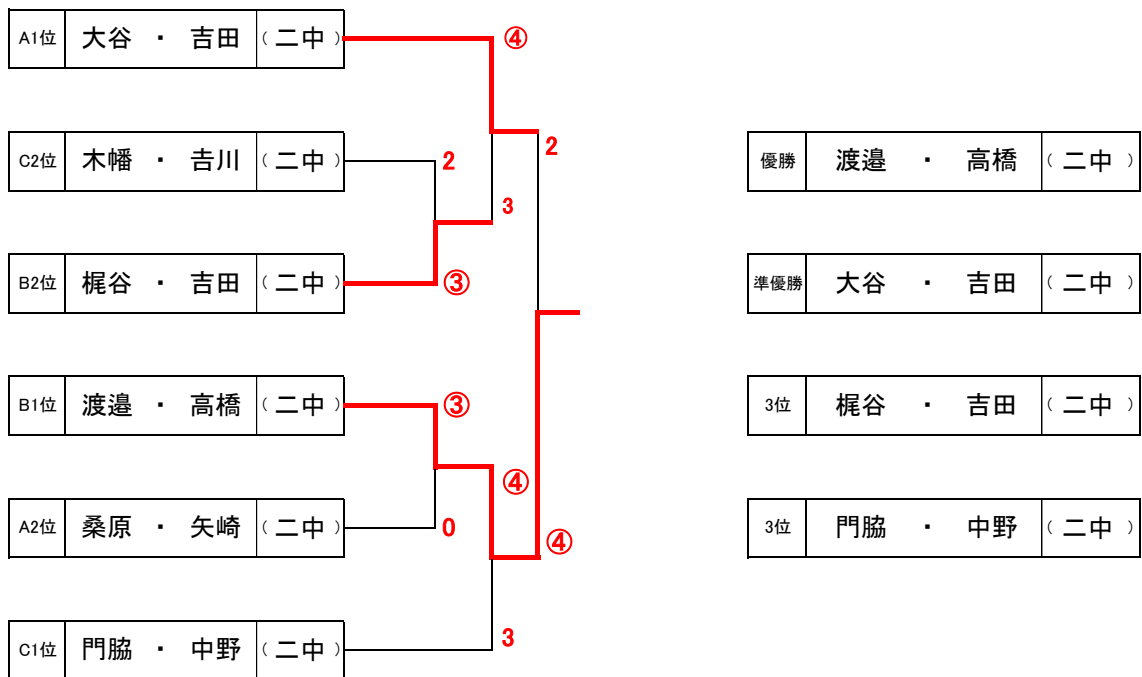 A1位 大谷 ・ 吉田 （ 二中 ） ④
C2位 木幡 ・ 𠮷川 （ 二中 ） 2
2
優勝 渡邉 ・ 高橋 （ 二中 ）
3
B2位 梶谷 ・ 吉田 （ 二中 ） ③
準優勝 大谷 ・ 吉田 （ 二中 ）
B1位 渡邉 ・ 高橋 （ 二中 ） ③
3位 梶谷 ・ 吉田 （ 二中 ）
④
A2位 桑原 ・ 矢崎 （ 二中 ） 0
④
3位 門脇 ・ 中野 （ 二中 ）
C1位 門脇 ・ 中野 （ 二中 ） 3